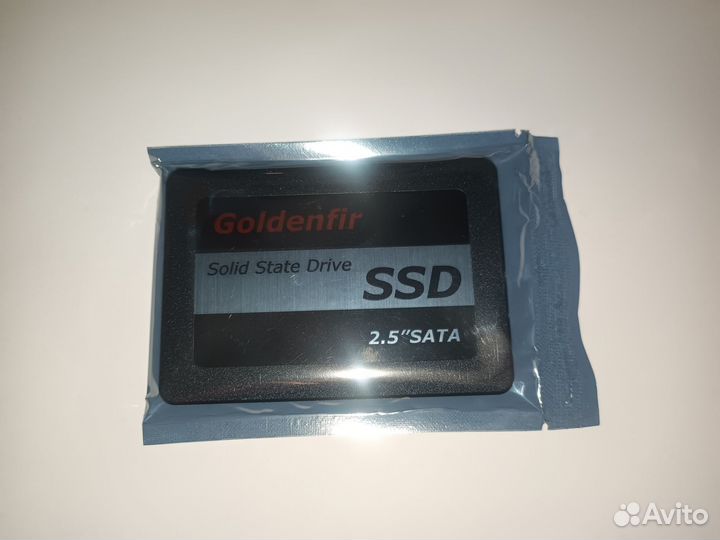 Goldenfir
Solid State Drive
SSD
2.5"SATA
Avito